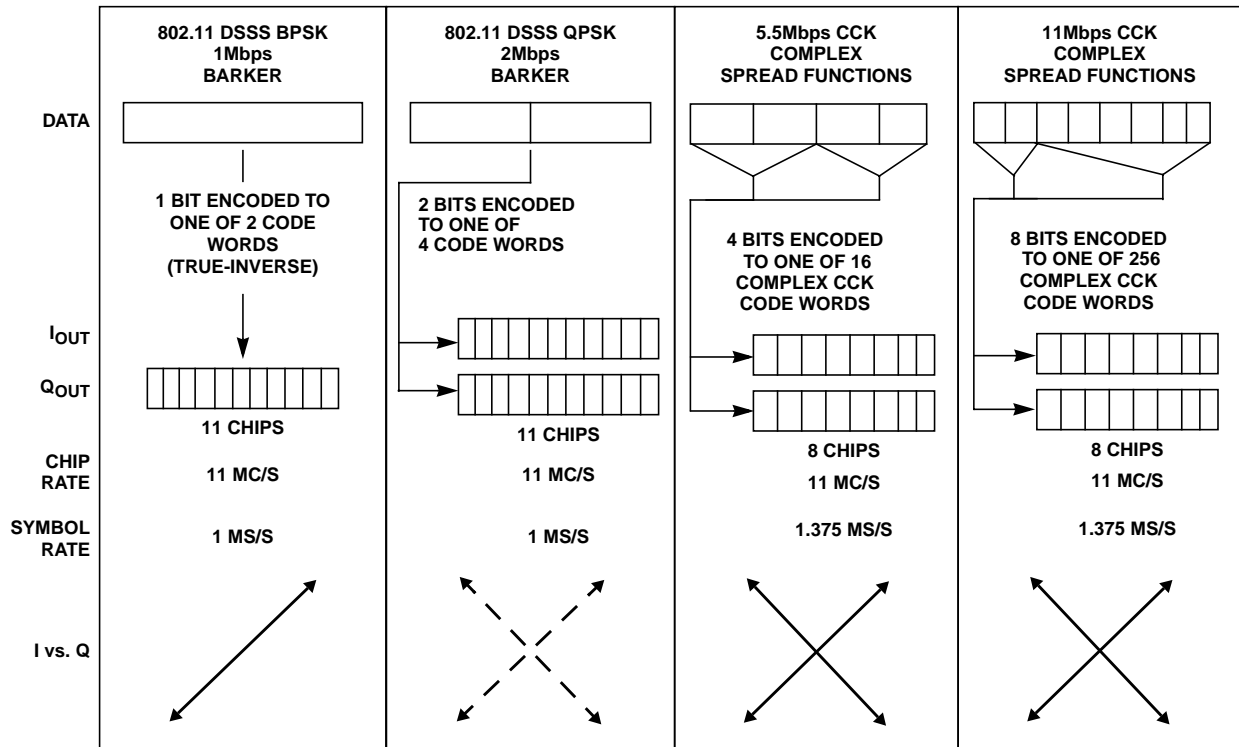 802.11 DSSS BPSK
1Mbps
BARKER
802.11 DSSS QPSK
2Mbps
BARKER
5.5Mbps CCK
COMPLEX
SPREAD FUNCTIONS
11Mbps CCK
COMPLEX
SPREAD FUNCTIONS
DATA
1 BIT ENCODED TO
ONE OF 2 CODE
WORDS
(TRUE-INVERSE)
2 BITS ENCODED
TO ONE OF
4 CODE WORDS
4 BITS ENCODED
TO ONE OF 16
COMPLEX CCK
CODE WORDS
8 BITS ENCODED
TO ONE OF 256
COMPLEX CCK
CODE WORDS
IOUT
QOUT
11 CHIPS
11 CHIPS
8 CHIPS
8 CHIPS
CHIP
RATE
11 MC/S
11 MC/S
11 MC/S
11 MC/S
SYMBOL
RATE
1 MS/S
1 MS/S
1.375 MS/S
1.375 MS/S
I vs. Q